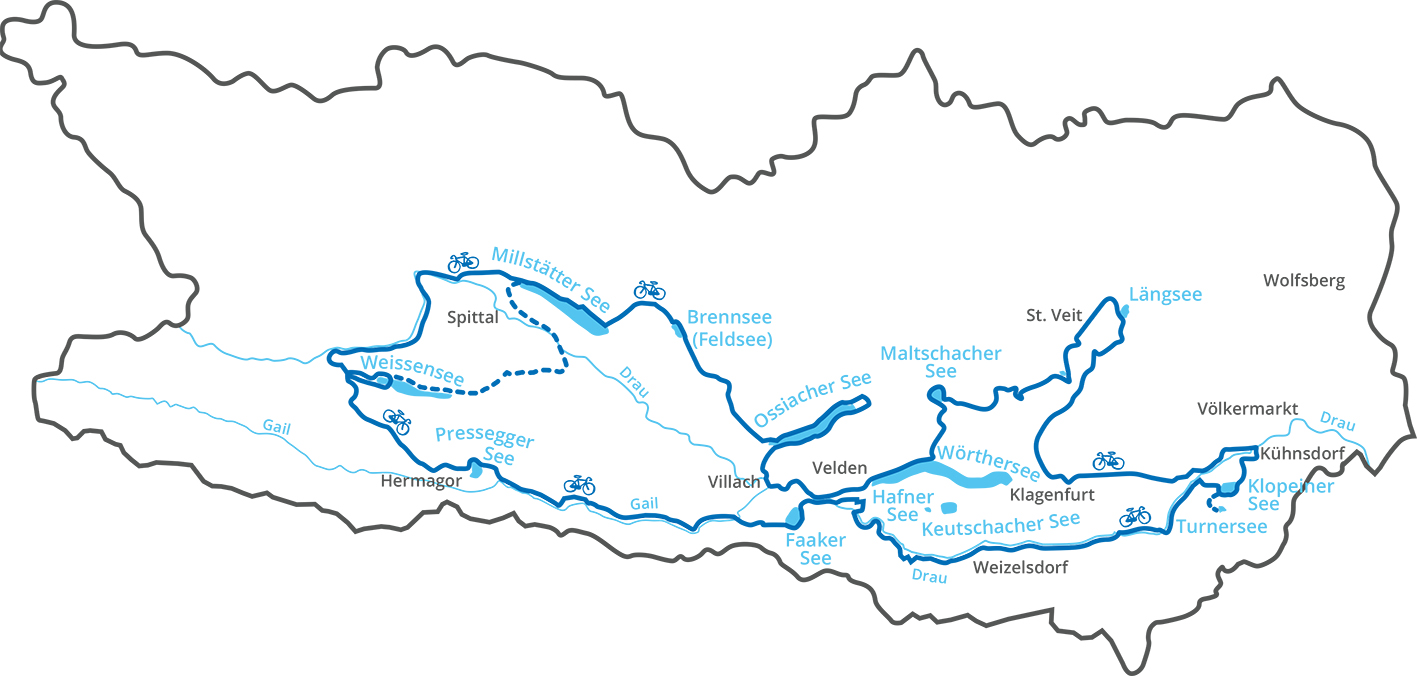 Millstätter See
Wolfsberg
Längsee
Spittal
Brennsee
(Feldsee)
St. Veit
Maltschacher
See
Weissensee
Drau
Ossiacher See
Völkermarkt
Drau
Gail
Pressegger
See
Hermagor
Villach
Velden
Wörthersee
Kühnsdorf
Gail
Hafner
See
Klagenfurt
Klopeiner
See
Keutschacher See
Turnersee
Faaker
See
Drau
Weizelsdorf